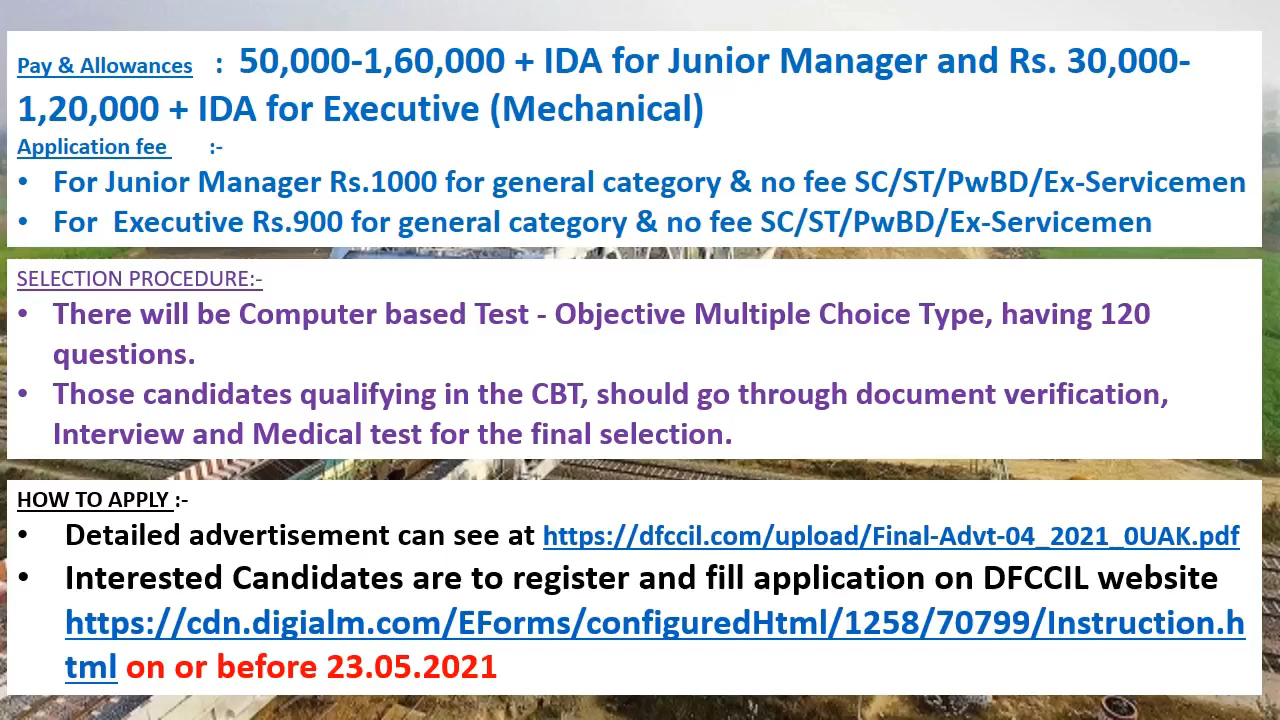 Pay & Allowances : 50,000-1,60,000 + IDA for Junior Manager and Rs. 30,000-
1,20,000 + IDA for Executive (Mechanical)
Application fee :-
• For Junior Manager Rs.1000 for general category & no fee SC/ST/PwBD/Ex-Servicemen
• For Executive Rs.900 for general category & no fee SC/ST/PwBD/Ex-Servicemen
SELECTION PROCEDURE:-
• There will be Computer based Test - Objective Multiple Choice Type, having 120
questions.
• Those candidates qualifying in the CBT, should go through document verification,
Interview and Medical test for the final selection.
HOW TO APPLY :-
• Detailed advertisement can see at https://dfccil.com/upload/Final-Advt-04_2021_0UAK.pdf
• Interested Candidates are to register and fill application on DFCCIL website
https://cdn.digialm.com/EForms/configuredHtml/1258/70799/Instruction.h
tml on or before 23.05.2021